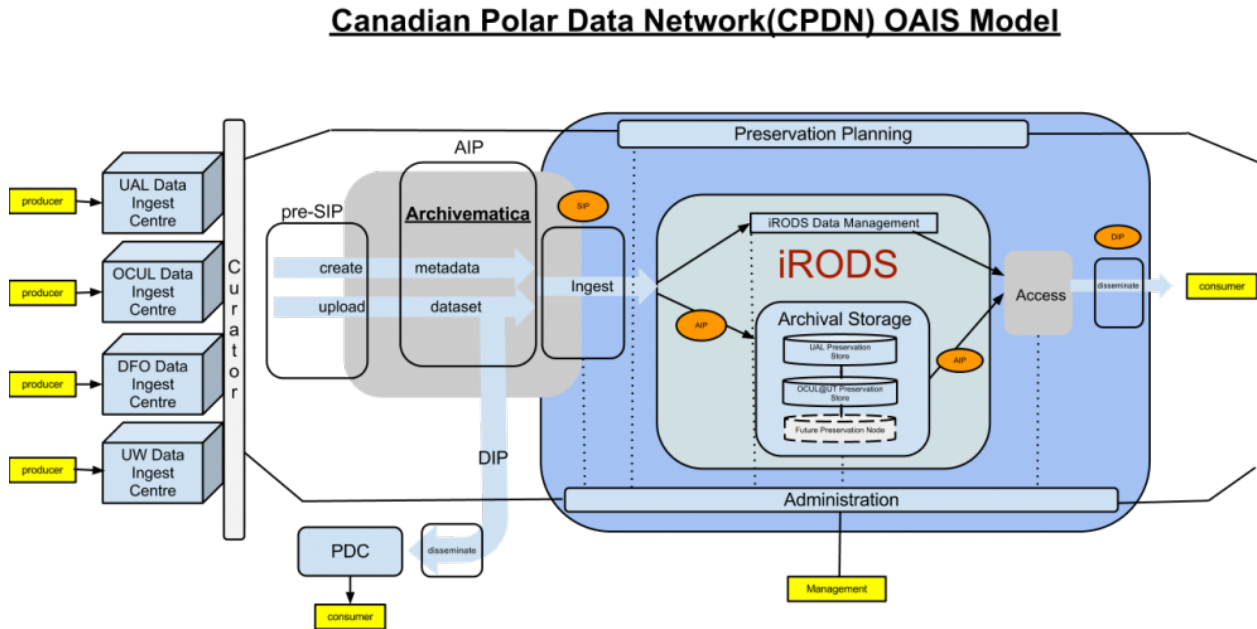 Canadian Polar Data Network(CPDN) OAIS Model
Preservation Planning
AIP
producer
UAL Data
Ingest
Centre
pre-SIP
Archivematica
SIP
iRODS Data Management
DIP
producer
OCUL Data
Ingest
Centre
Curator
create
metadata
Ingest
iRODS
Access
disseminate
consumer
upload
dataset
AIP
Archival Storage
UAL Preservation
Store
AIP
producer
DFO Data
Ingest
Centre
OCUL@UT Preservation
Store
Future Preservation Node
producer
UW Data
Ingest
Centre
DIP
Administration
PDC
disseminate
consumer
Management